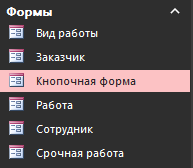 Формы
Вид работы
Заказчик
Кнопочная форма
Работа
Сотрудник
Срочная работа